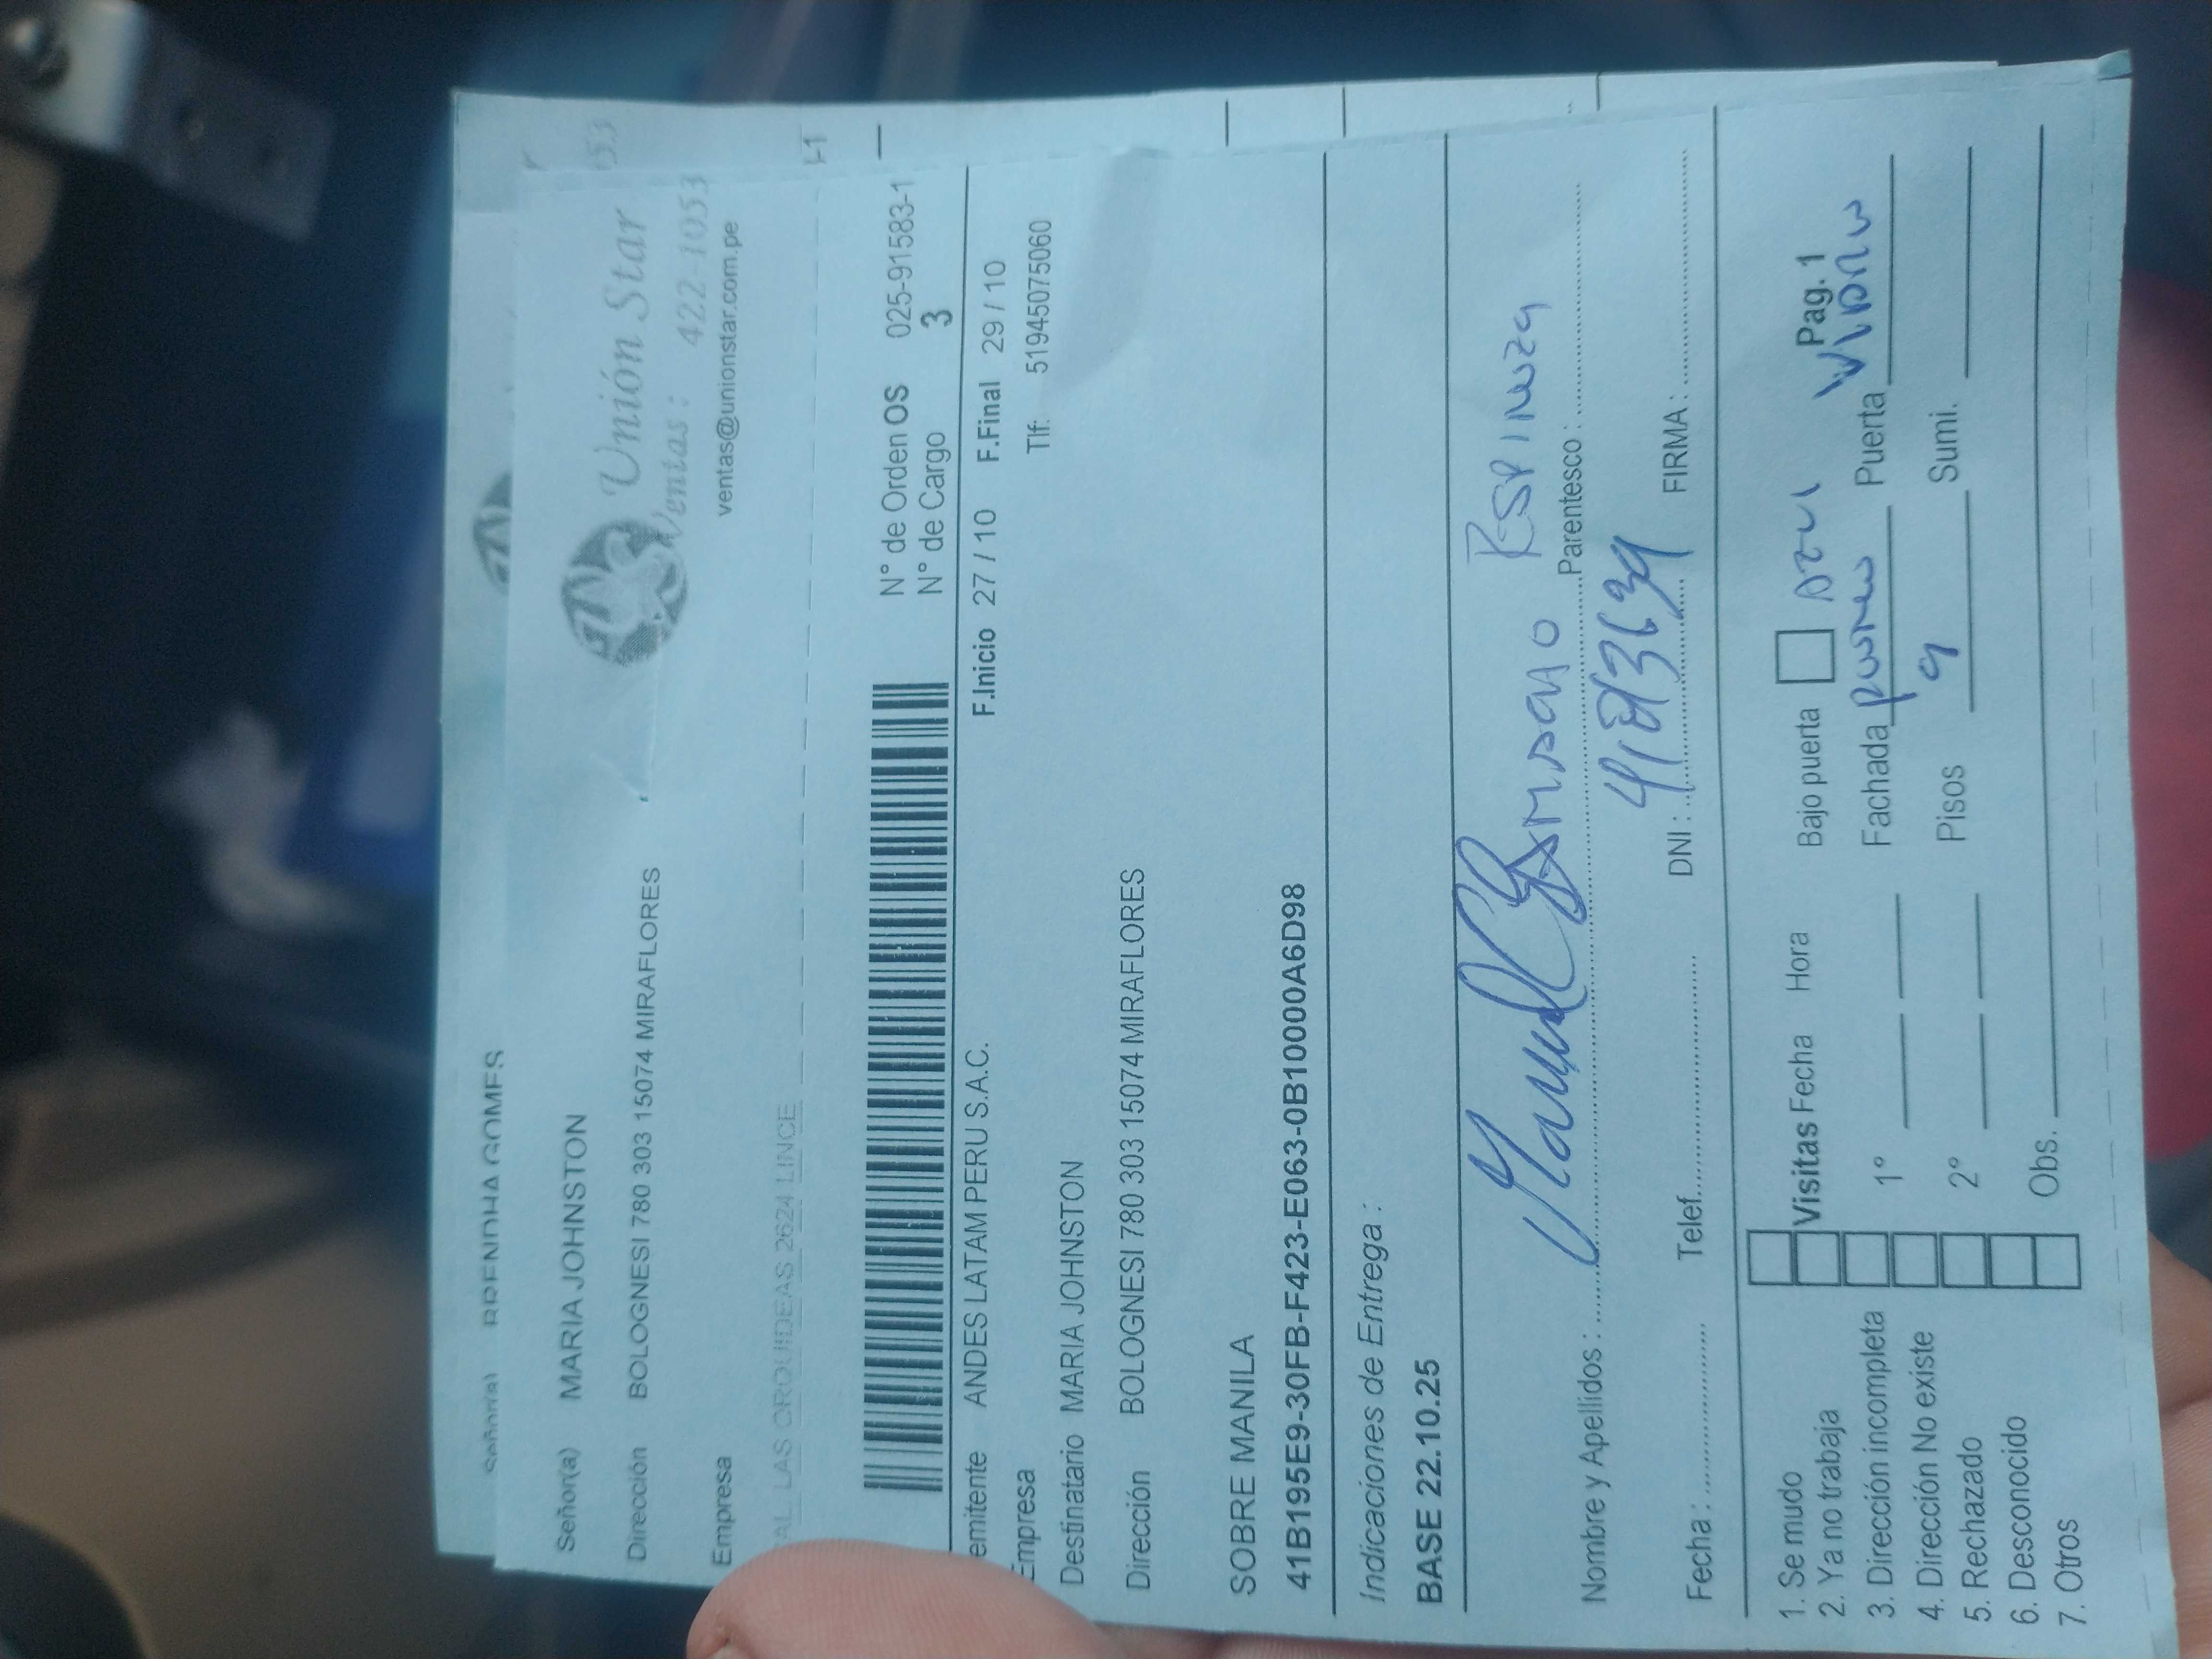 Señor(a) BRENDHA GOMES
Unión Star
Ventas : 422-1053
ventas@unionstar.com.pe
Señor(a) MARIA JOHNSTON
Dirección BOLOGNESI 780 303 15074 MIRAFLORES
Empresa
AL. LAS ORQUIDEAS 2624 LINCE
N° de Orden OS 025-91583-1
N° de Cargo 3
F.Inicio 27 / 10 F.Final 29 / 10
emitente ANDES LATAM PERU S.A.C.
Empresa
Tlf: 51945075060
Destinatario MARIA JOHNSTON
Dirección BOLOGNESI 780 303 15074 MIRAFLORES
SOBRE MANILA
41B195E9-30FB-F423-E063-0B10000A6D98
Indicaciones de Entrega :
BASE 22.10.25
Nombre y Apellidos : Parentesco :
Fecha : Telef. DNI : FIRMA :
1. Se mudo
2. Ya no trabaja
3. Dirección incompleta
4. Dirección No existe
5. Rechazado
6. Desconocido
7. Otros
Visitas Fecha Hora Bajo puerta Pag. 1
1° Fachada Puerta
2° Pisos 9 Sumi.
Obs.